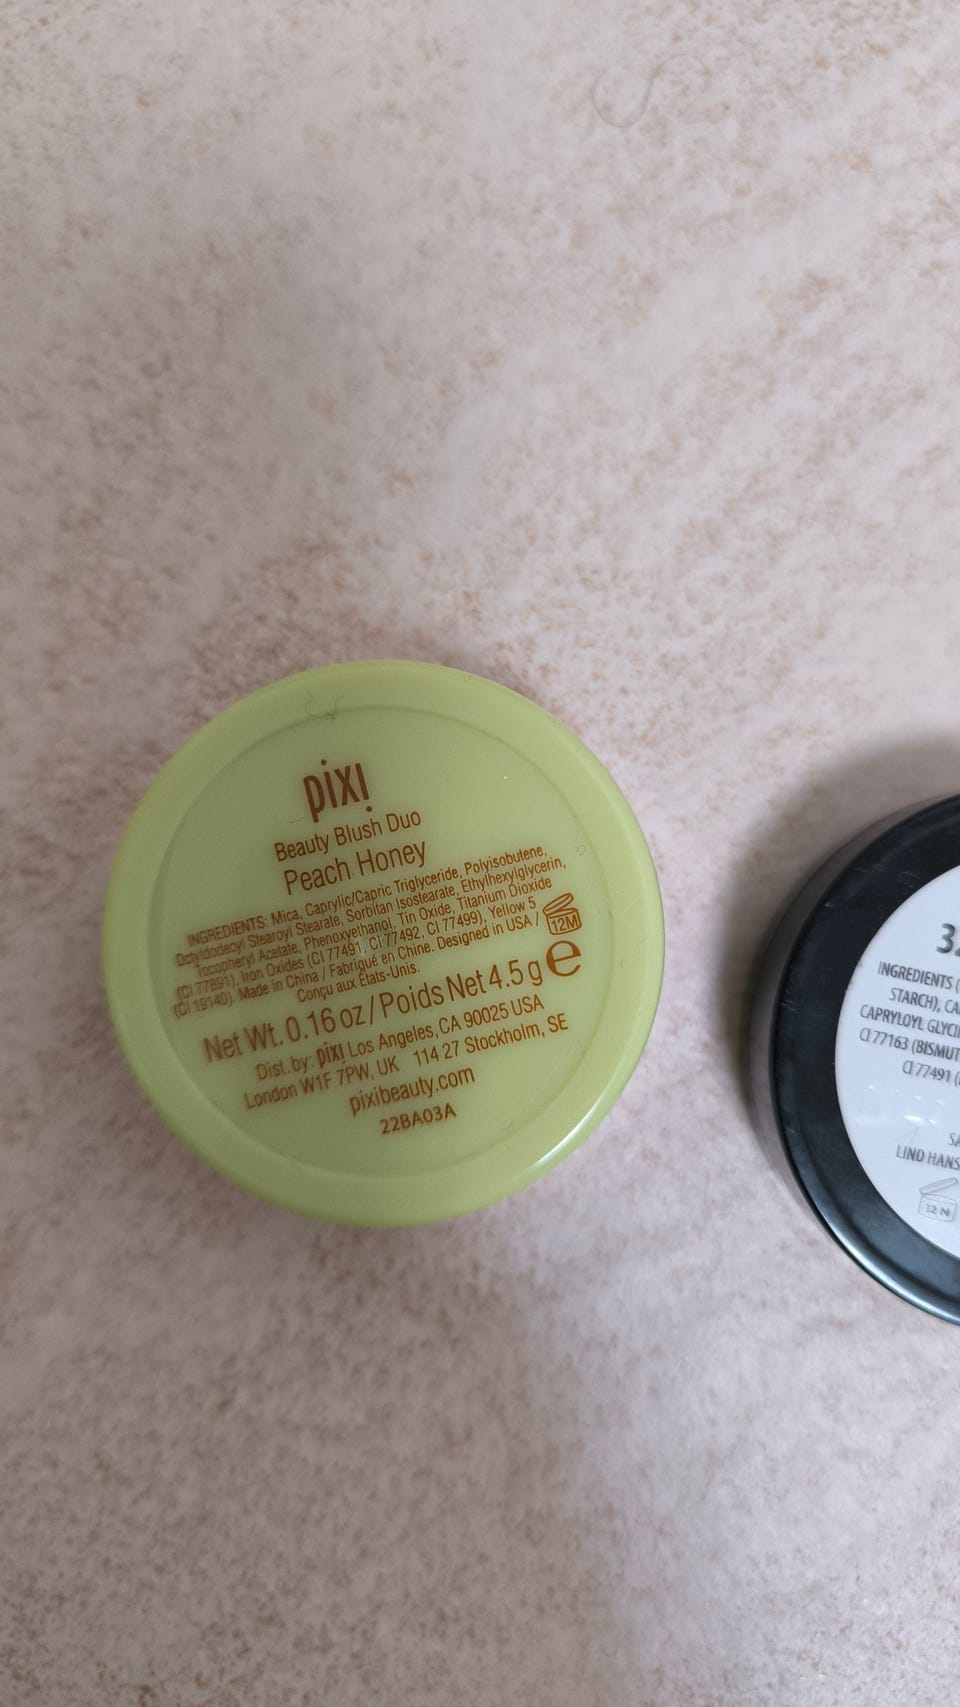 pixi
Beauty Blush Duo
Peach Honey
INGREDIENTS: Mica, Caprylic/Capric Triglyceride, Polyisobutene,
Octyldodecyl Stearoyl Stearate, Sorbitan Isostearate, Ethylhexylglycerin,
Tocopheryl Acetate, Phenoxyethanol, Tin Oxide, Titanium Dioxide
(CI 77891), Iron Oxides (CI 77491, CI 77492, CI 77499), Yellow 5
(CI 19140). Made in China / Fabriqué en Chine. Designed in USA /
Conçu aux États-Unis.
12M
Net Wt. 0.16 oz / Poids Net 4.5 g e
Dist. by: pixi Los Angeles, CA 90025 USA
London W1F 7PW, UK 114 27 Stockholm, SE
pixibeauty.com
22BA03A
INGREDIENTS (
STARCH), CA
CAPRYLOYL GLYCI
CI 77163 (BISMUT
CI 77491 (
SA
LIND HANS
12 M